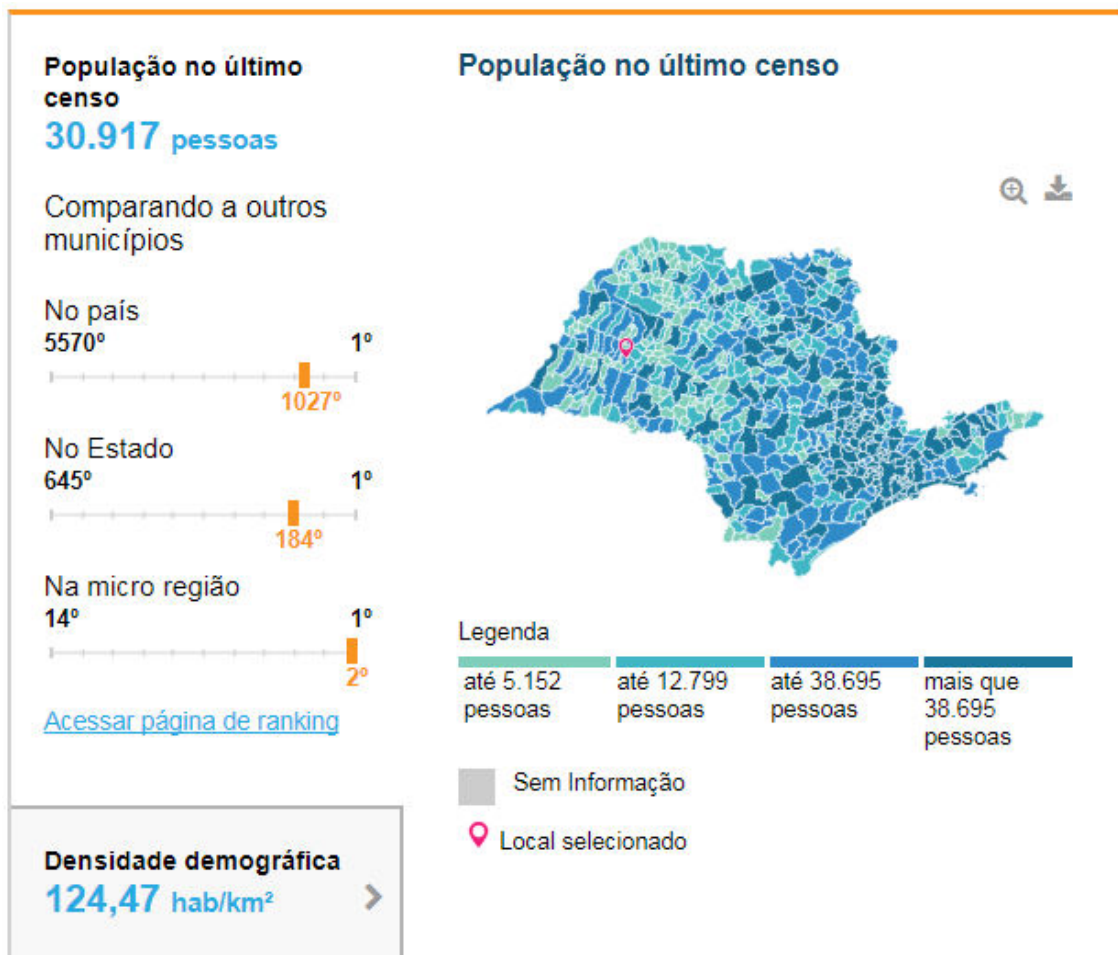 População no último
censo
30.917 pessoas
Comparando a outros
municípios
No país
5570º 1º
1027º
No Estado
645º 1º
184º
Na micro região
14º 1º
2º
Acessar página de ranking
Densidade demográfica
124,47 hab/km²
População no último censo
Legenda
até 5.152
pessoas
até 12.799
pessoas
até 38.695
pessoas
mais que
38.695
pessoas
Sem Informação
Local selecionado